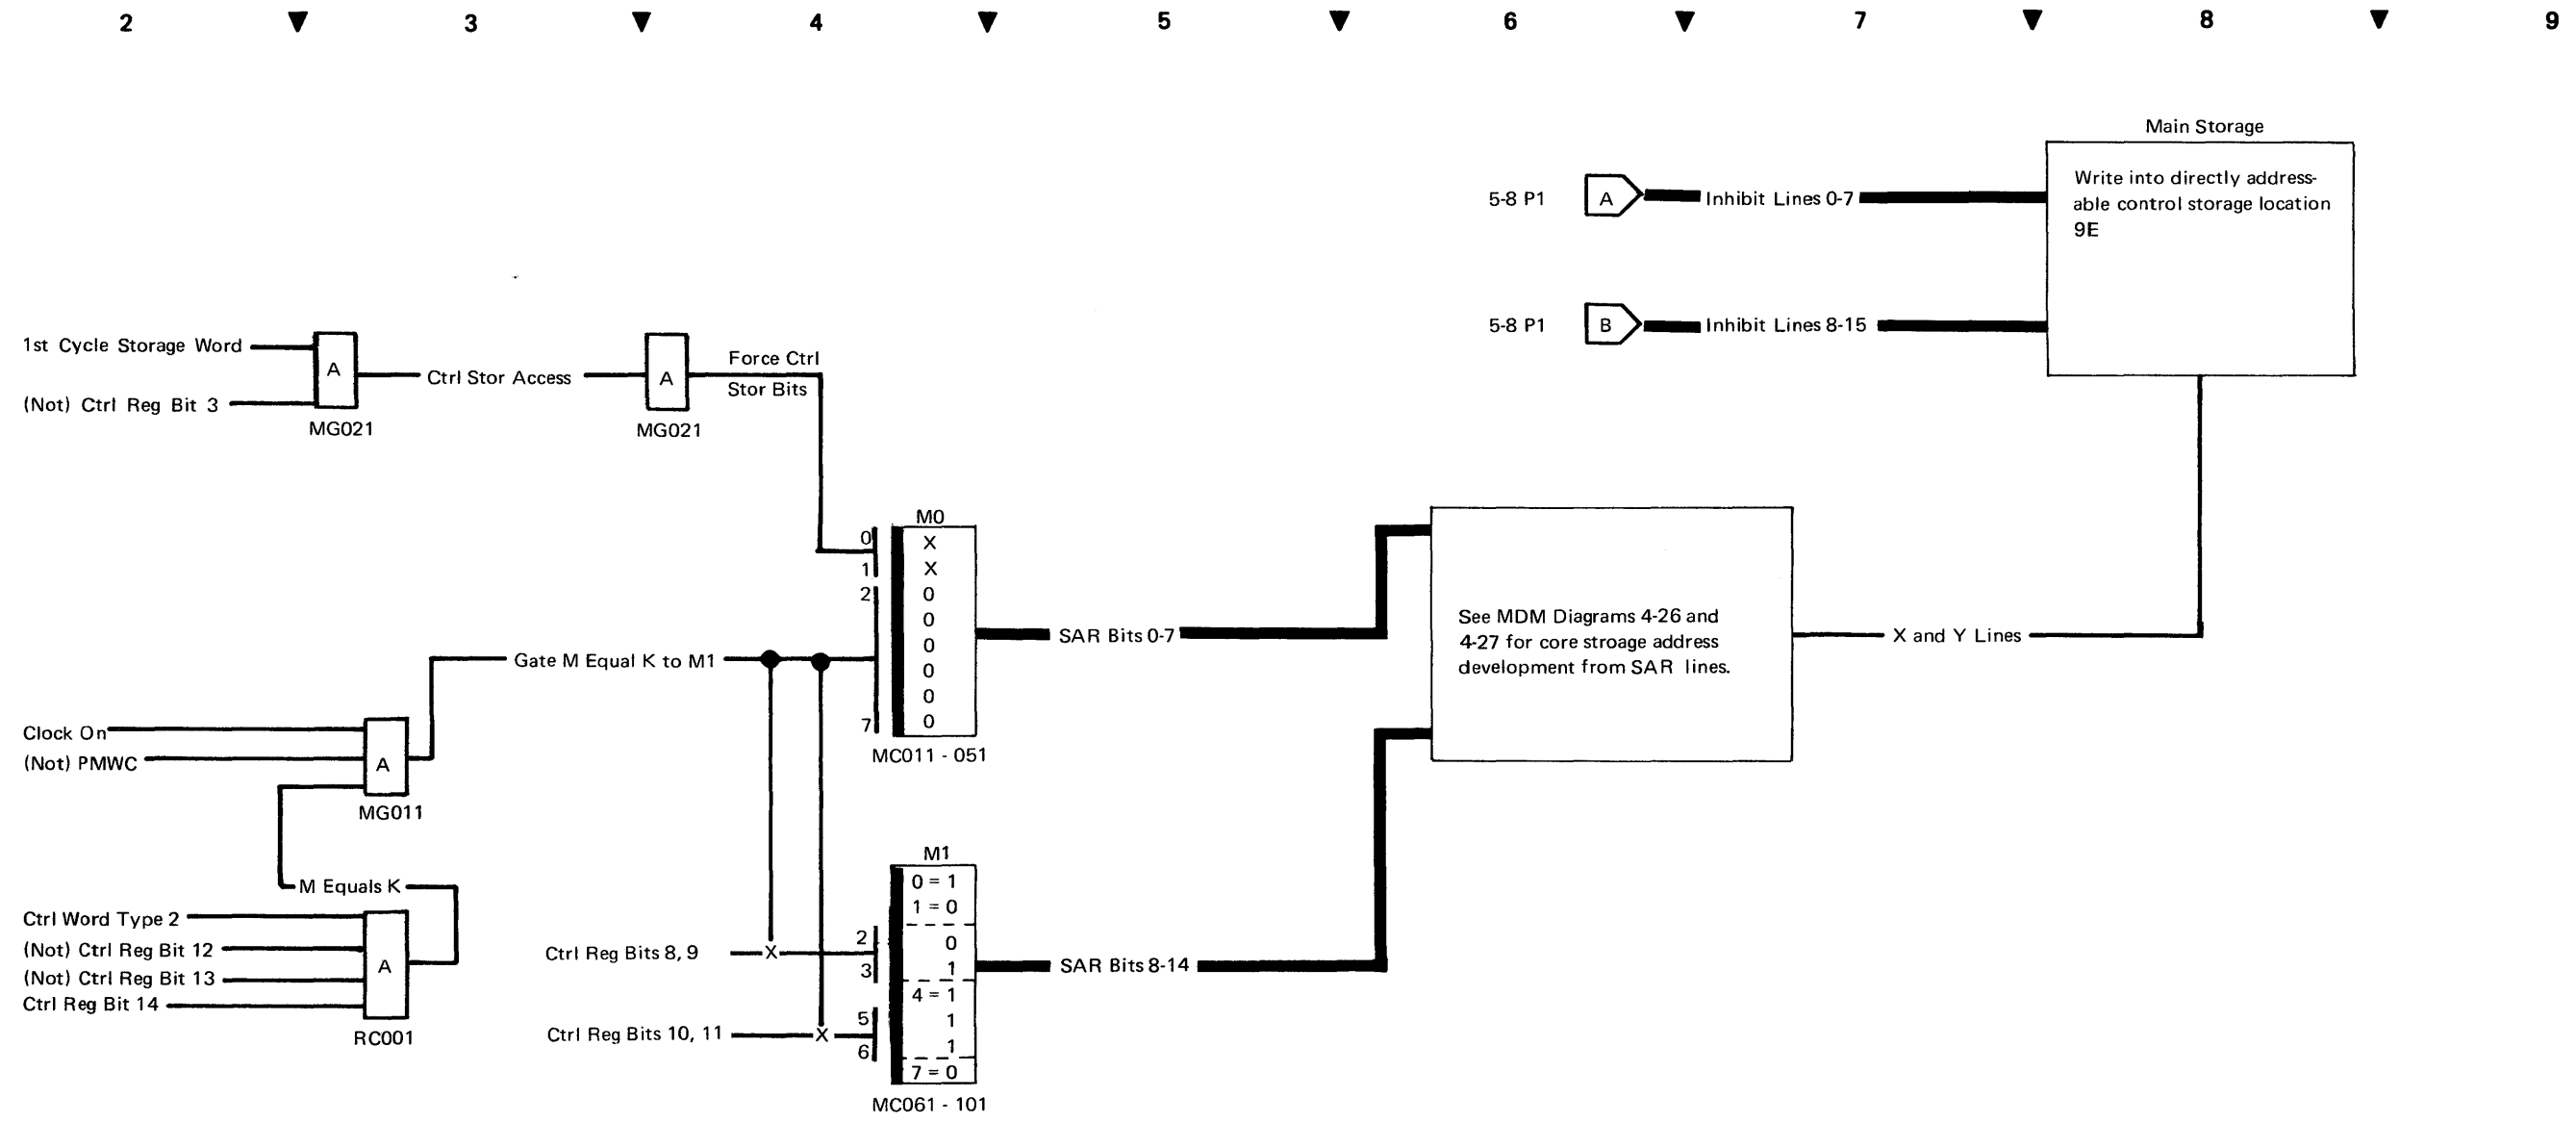 2 3 4 5 6 7 8 9
Main Storage
Write into directly address-
able control storage location
9E
5-8 P1 A Inhibit Lines 0-7
5-8 P1 B Inhibit Lines 8-15
1st Cycle Storage Word
(Not) Ctrl Reg Bit 3
A
MG021
Ctrl Stor Access
A
MG021
Force Ctrl
Stor Bits
M0
0 X
1 X
2 0
0
0
0
0
7 0
MC011 - 051
SAR Bits 0-7
Gate M Equal K to M1
Clock On
(Not) PMWC
A
MG011
M Equals K
Ctrl Word Type 2
(Not) Ctrl Reg Bit 12
(Not) Ctrl Reg Bit 13
Ctrl Reg Bit 14
A
RC001
See MDM Diagrams 4-26 and
4-27 for core stroage address
development from SAR lines.
X and Y Lines
M1
0 = 1
1 = 0
Ctrl Reg Bits 8, 9 X 2 0
3 1
4 = 1
Ctrl Reg Bits 10, 11 X 5 1
6 1
7 = 0
MC061 - 101
SAR Bits 8-14